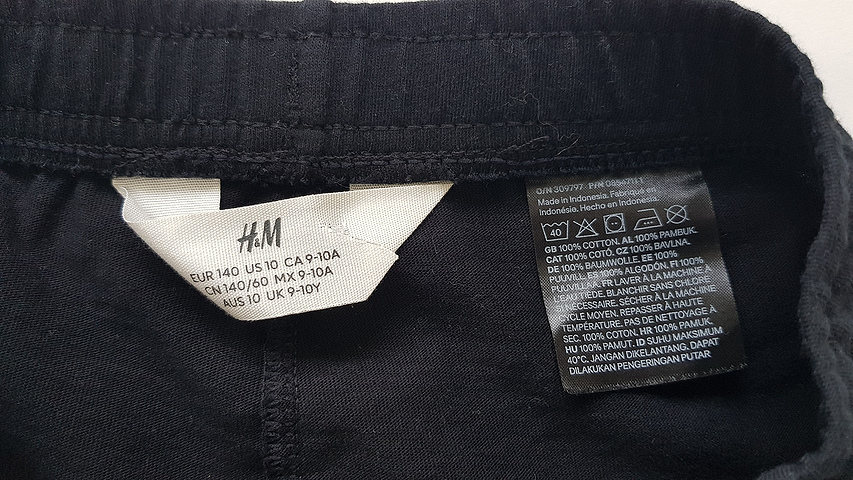 H&M
EUR 140 US 10 CA 9-10A
CN 140/60 MX 9-10A
AUS 10 UK 9-10Y
O/N 309797 P/N
Made in Indonesia. Fabriqué en
Indonésie. Hecho en Indonesia.
40
GB 100% COTTON. AL 100% PAMBUK.
CAT 100% COTÓ. CZ 100% BAVLNA.
DE 100% BAUMWOLLE. EE 100%
PUUVILL. ES 100% ALGODÓN. FI 100%
PUUVILLAA. FR LAVER À LA MACHINE À
L'EAU TIÈDE. BLANCHIR SANS CHLORE
SI NÉCESSAIRE. SÉCHER À LA MACHINE
CYCLE MOYEN. REPASSER À HAUTE
TEMPÉRATURE. PAS DE NETTOYAGE À
SEC. 100% COTON. HR 100% PAMUK.
HU 100% PAMUT. ID SUHU MAKSIMUM
40°C. JANGAN DIKELANTANG. DAPAT
DILAKUKAN PENGERINGAN PUTAR